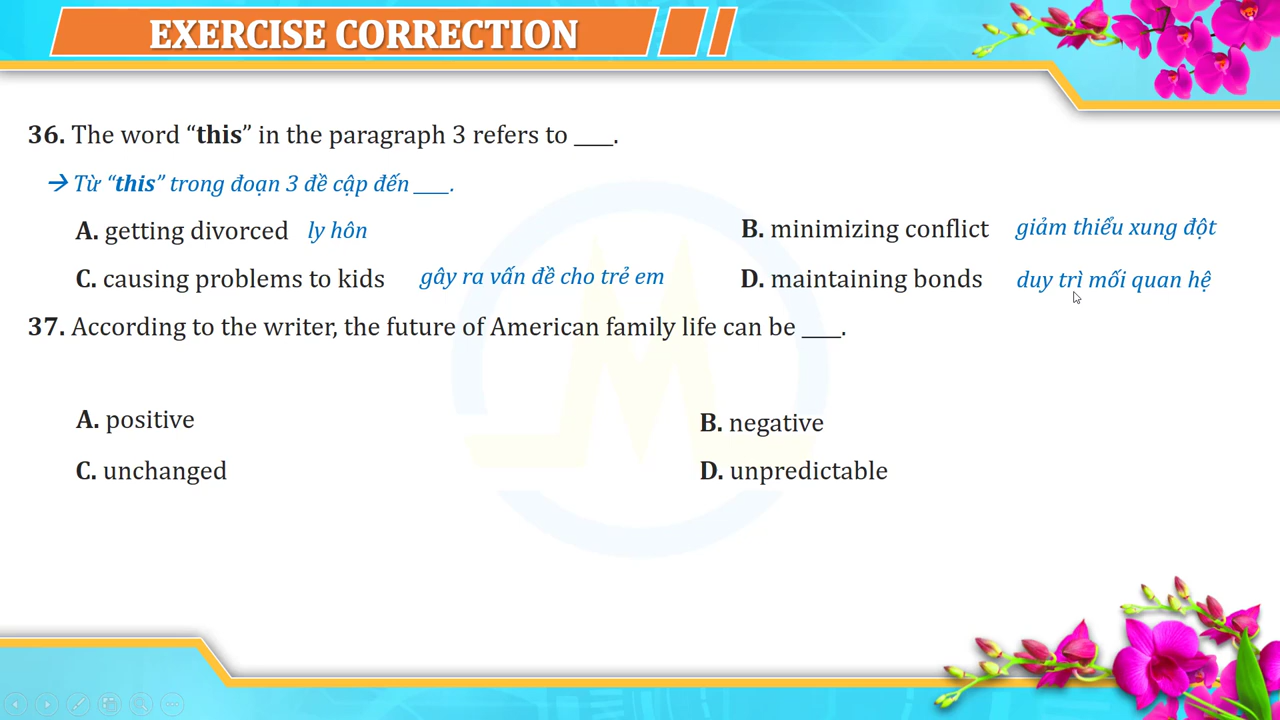 EXERCISE CORRECTION
36. The word “this” in the paragraph 3 refers to ____.
→ Từ “this” trong đoạn 3 đề cập đến ____.
A. getting divorced ly hôn B. minimizing conflict giảm thiểu xung đột
C. causing problems to kids gây ra vấn đề cho trẻ em D. maintaining bonds duy trì mối quan hệ
37. According to the writer, the future of American family life can be ____.
A. positive B. negative
C. unchanged D. unpredictable